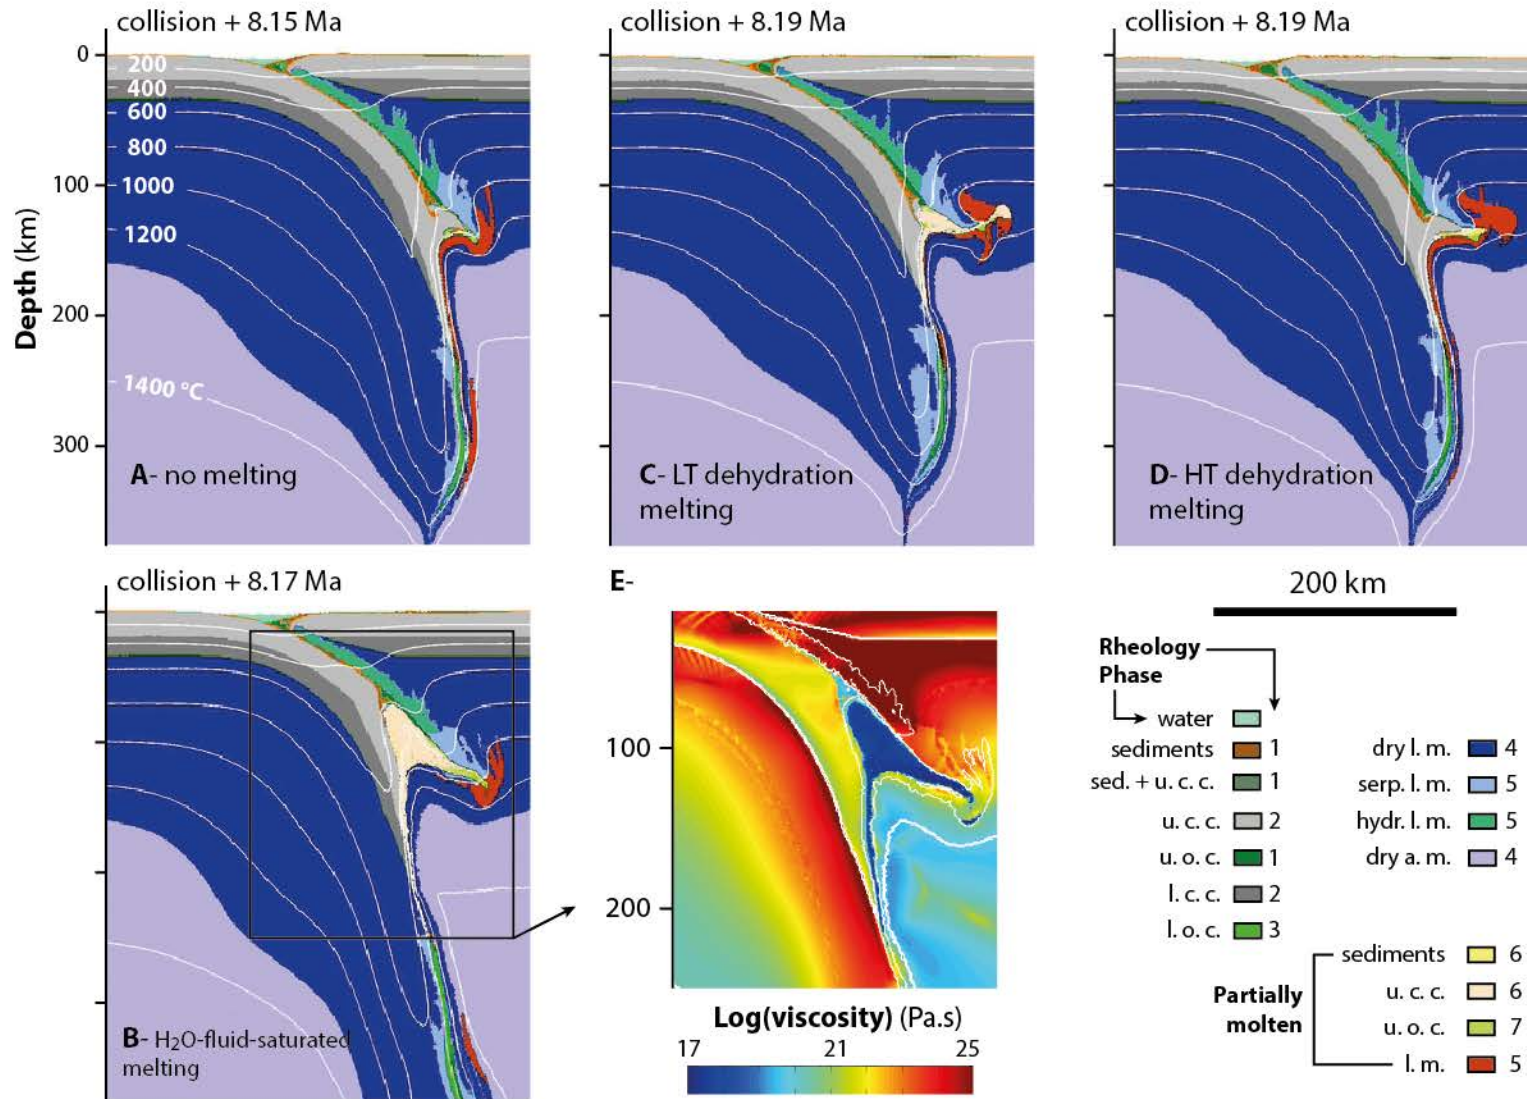 collision + 8.15 Ma
collision + 8.19 Ma
collision + 8.19 Ma
Depth (km)
0
100
200
300
200
400
600
800
1000
1200
1400 °C
A- no melting
C- LT dehydration
melting
D- HT dehydration
melting
collision + 8.17 Ma
B- H2O-fluid-saturated
melting
E-
100
200
Log(viscosity) (Pa.s)
17 21 25
200 km
Rheology
Phase
water
sediments 1
sed. + u. c. c. 1
u. c. c. 2
u. o. c. 1
l. c. c. 2
l. o. c. 3
dry l. m. 4
serp. l. m. 5
hydr. l. m. 5
dry a. m. 4
Partially
molten
sediments 6
u. c. c. 6
u. o. c. 7
l. m. 5